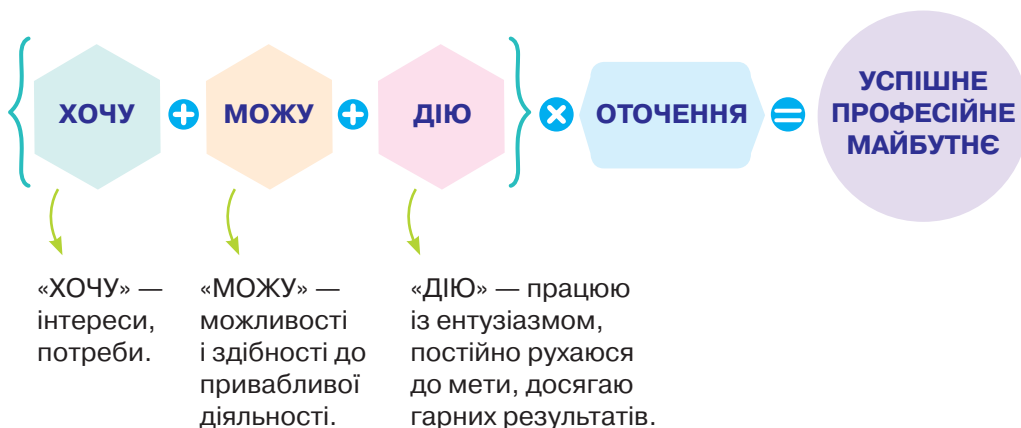 ХОЧУ + МОЖУ + ДІЮ × ОТОЧЕННЯ =
УСПІШНЕ
ПРОФЕСІЙНЕ
МАЙБУТНЄ
«ХОЧУ» —
інтереси,
потреби.
«МОЖУ» —
можливості
і здібності до
привабливої
діяльності.
«ДІЮ» — працюю
із ентузіазмом,
постійно рухаюся
до мети, досягаю
гарних результатів.